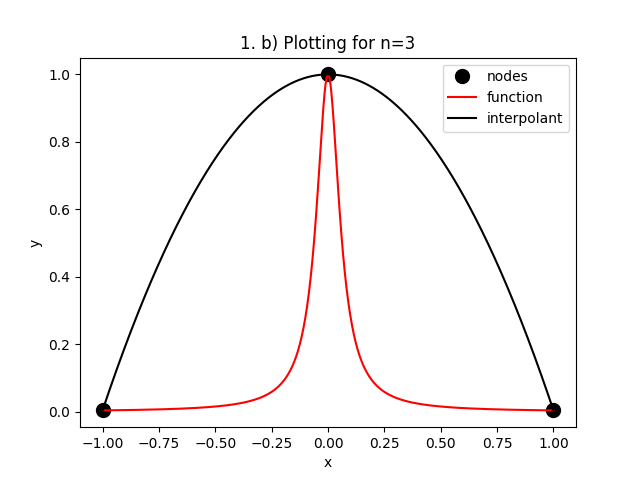 1. b) Plotting for n=3
nodes
function
interpolant
1.0
0.8
0.6
0.4
0.2
0.0
y
−1.00 −0.75 −0.50 −0.25 0.00 0.25 0.50 0.75 1.00
x